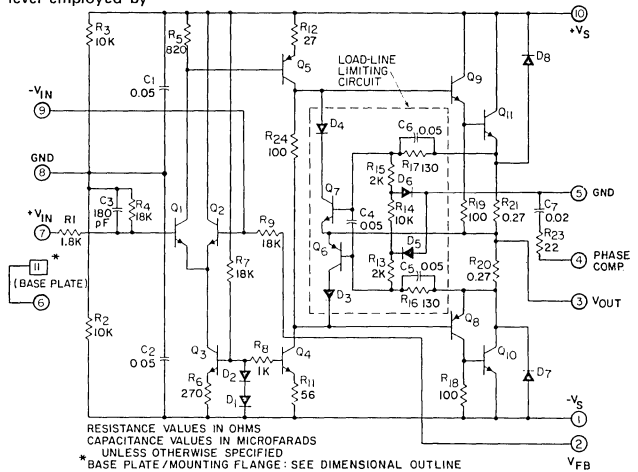 level employed by
R3
10K
R5
820
R12
27
10
+VS
C1
0.05
Q5
LOAD-LINE
LIMITING
CIRCUIT
Q9
D8
-VIN
9
D4
C6 0.05
Q11
R24
100
R17 130
GND
8
R15
2K
D6
5 GND
C3
180
pF
R4
18K
Q1
Q2
Q7
C4
0.05
R14
10K
R19
100
R21
0.27
C7
0.02
+VIN
7
R1
1.8K
R9
18K
Q6
D5
R23
22
4 PHASE
COMP.
11 *
(BASE PLATE)
6
R7
18K
R13
2K
C5 0.05
R20
0.27
3 VOUT
R2
10K
D3
R16 130
Q8
Q3
R8
1K
Q4
Q10
D7
C2
0.05
D2
R6
270
D1
R11
56
R18
100
-VS
1
RESISTANCE VALUES IN OHMS
CAPACITANCE VALUES IN MICROFARADS
UNLESS OTHERWISE SPECIFIED
2
VFB
* BASE PLATE/MOUNTING FLANGE: SEE DIMENSIONAL OUTLINE